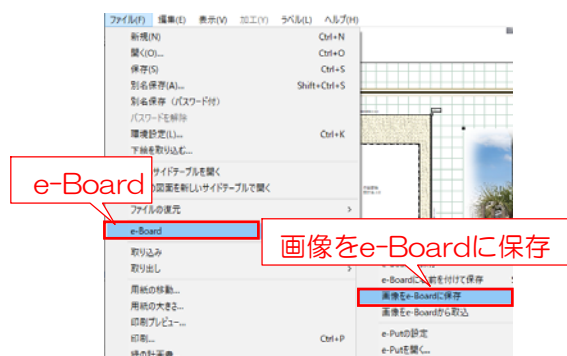 ファイル(F) 編集(E) 表示(V) 加工(Y) ラベル(L) ヘルプ(H)
新規(N) Ctrl+N
開く(O)... Ctrl+O
保存(S) Ctrl+S
別名保存(A)... Shift+Ctrl+S
別名保存（パスワード付）
パスワードを解除
環境設定(L)... Ctrl+K
下絵を取り込む...
サイドテーブルを開く
の図面を新しいサイドテーブルで開く
e-Board
ファイルの復元
e-Board
画像をe-Boardに保存
取り込み
取り出し
前を付けて保存
用紙の移動...
画像をe-Boardに保存
用紙の大きさ...
画像をe-Boardから取込
印刷プレビュー...
印刷... Ctrl+P
e-Putの設定
e-Putを開く...